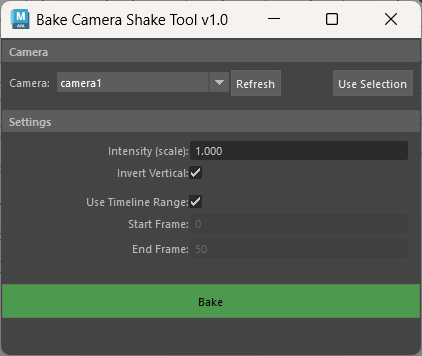 M
AYA
Bake Camera Shake Tool v1.0
Camera
Camera: camera1 Refresh Use Selection
Settings
Intensity (scale): 1.000
Invert Vertical:
Use Timeline Range:
Start Frame: 0
End Frame: 50
Bake